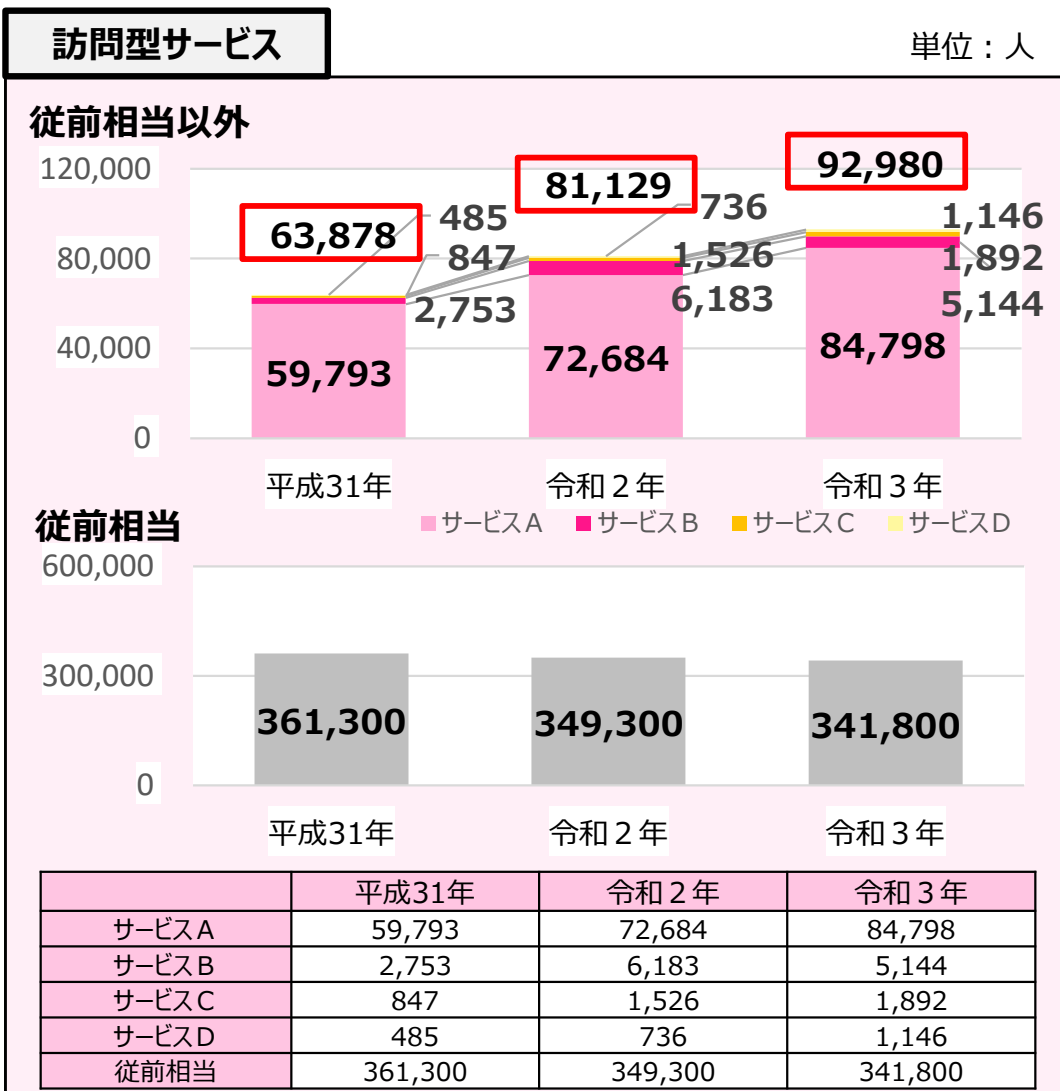 訪問型サービス
単位：人
従前相当以外
120,000
80,000
40,000
0
63,878
81,129
92,980
485
847
2,753
59,793
736
1,526
6,183
72,684
1,146
1,892
5,144
84,798
平成31年 令和２年 令和３年
サービスA サービスB サービスC サービスD
従前相当
600,000
300,000
0
361,300 349,300 341,800
平成31年 令和２年 令和３年
平成31年 令和２年 令和３年
サービスA 59,793 72,684 84,798
サービスB 2,753 6,183 5,144
サービスC 847 1,526 1,892
サービスD 485 736 1,146
従前相当 361,300 349,300 341,800